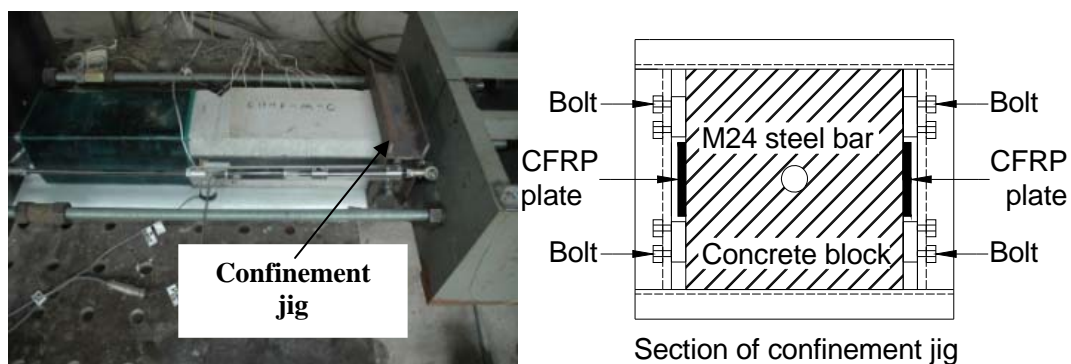 Confinement
jig
Bolt
Bolt
M24 steel bar
CFRP
plate
CFRP
plate
Concrete block
Bolt
Bolt
Section of confinement jig